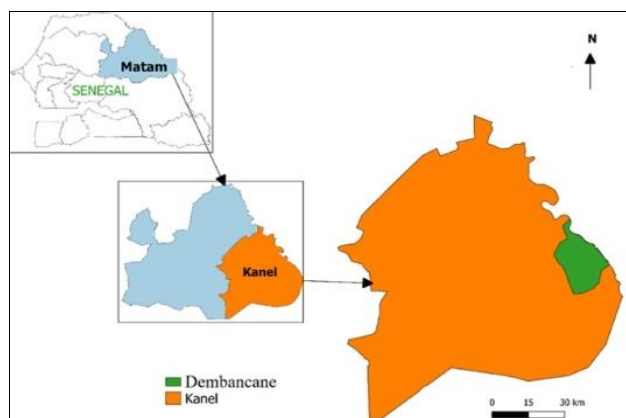 Matam
SENEGAL
N
Kanel
Dembancane
Kanel
0 15 30 km